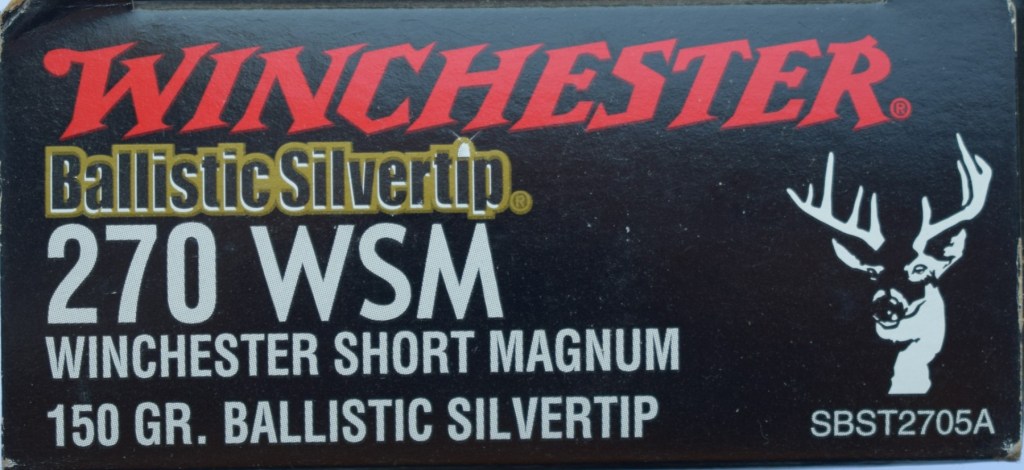 WINCHESTER®
Ballistic Silvertip®
270 WSM
WINCHESTER SHORT MAGNUM
150 GR. BALLISTIC SILVERTIP
SBST2705A